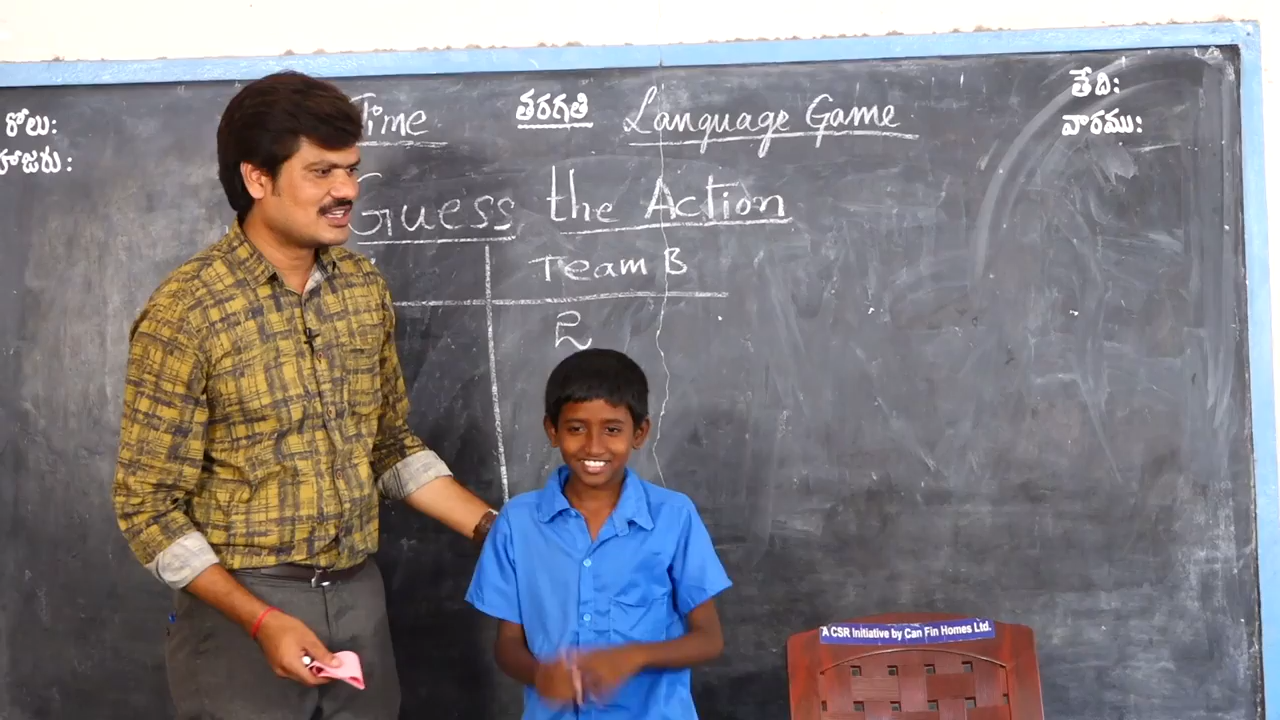 రోలు:
హాజరు:
Time
తరగతి
Language Game
తేది:
వారము:
Guess the Action
Team B
2
A CSR Initiative by Can Fin Homes Ltd.